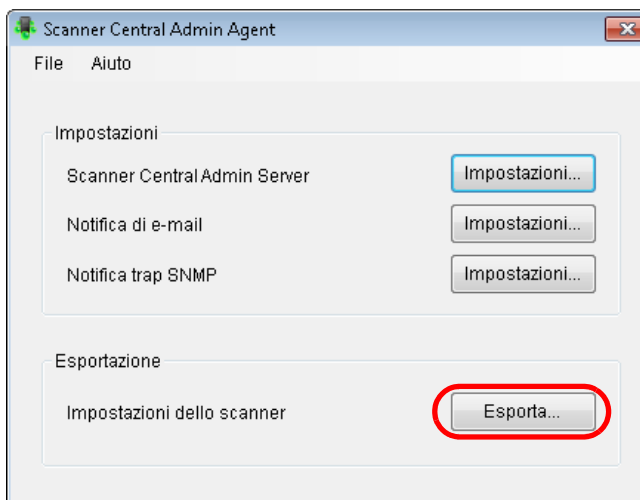 Scanner Central Admin Agent
File Aiuto
Impostazioni
Scanner Central Admin Server Impostazioni...
Notifica di e-mail Impostazioni...
Notifica trap SNMP Impostazioni...
Esportazione
Impostazioni dello scanner Esporta...